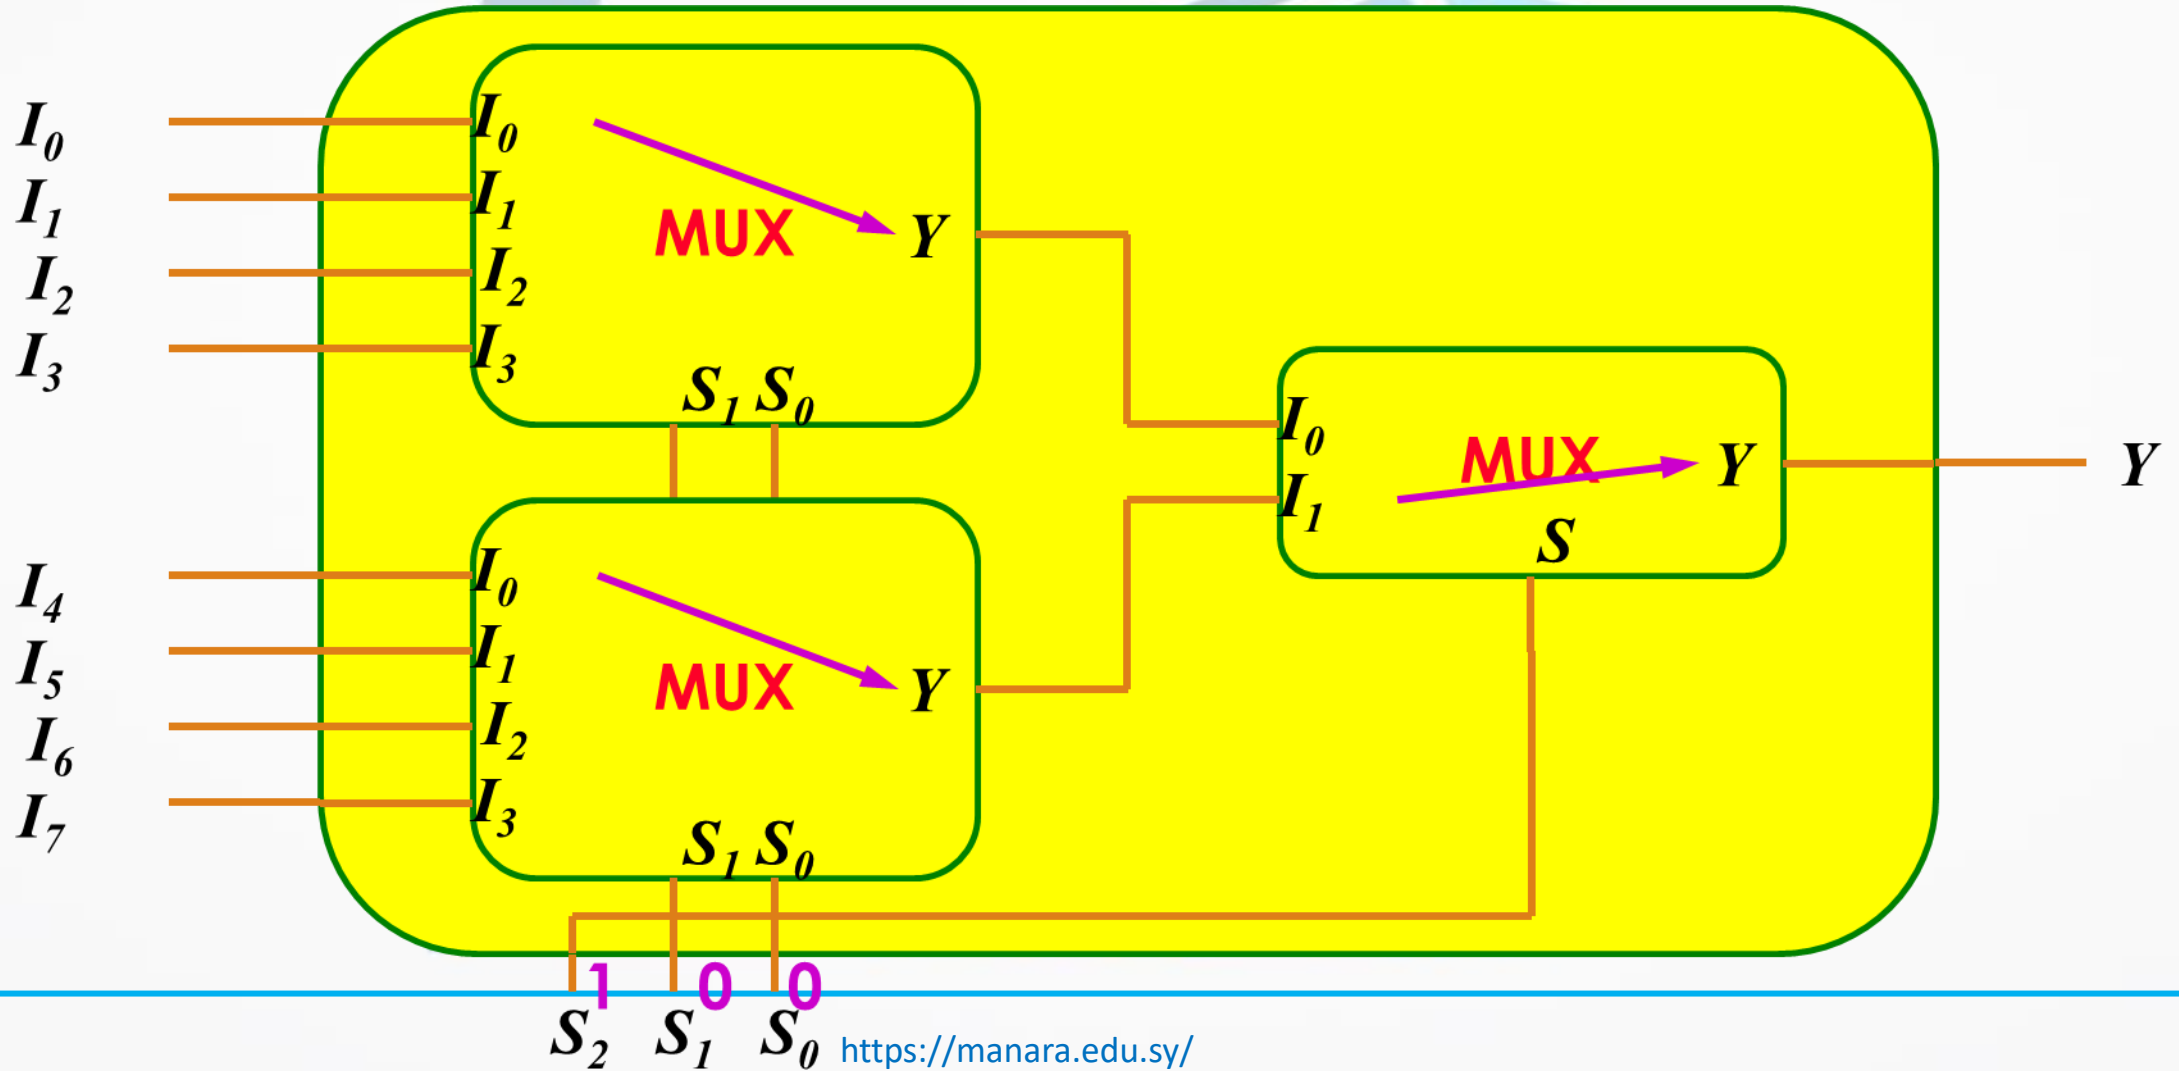 I0
I1
I2
I3
I4
I5
I6
I7
I0
I1
I2
I3
MUX
Y
S1 S0
I0
I1
I2
I3
MUX
Y
S1 S0
I0
I1
MUX
Y
S
Y
1 0 0
S2 S1 S0
https://manara.edu.sy/